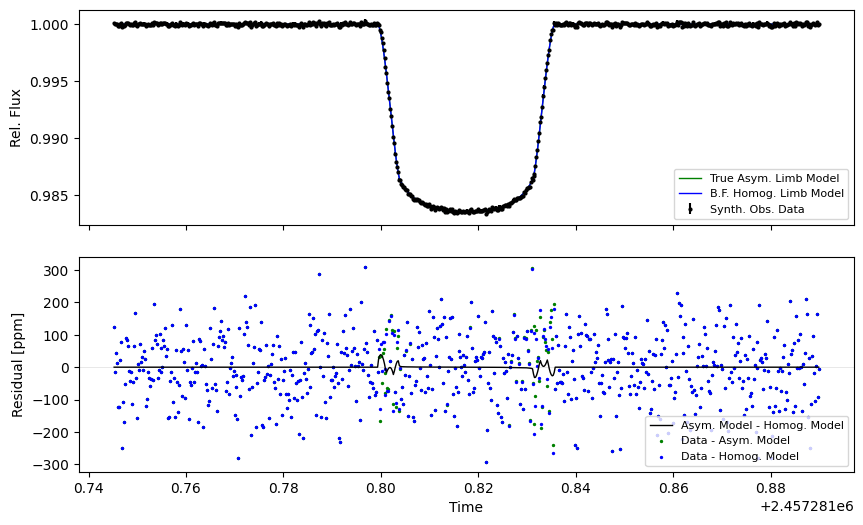 1.000
0.995
0.990
0.985
Rel. Flux
True Asym. Limb Model
B.F. Homog. Limb Model
Synth. Obs. Data
300
200
100
0
−100
−200
−300
Residual [ppm]
Asym. Model - Homog. Model
Data - Asym. Model
Data - Homog. Model
0.74 0.76 0.78 0.80 0.82 0.84 0.86 0.88
Time
+2.457281e6